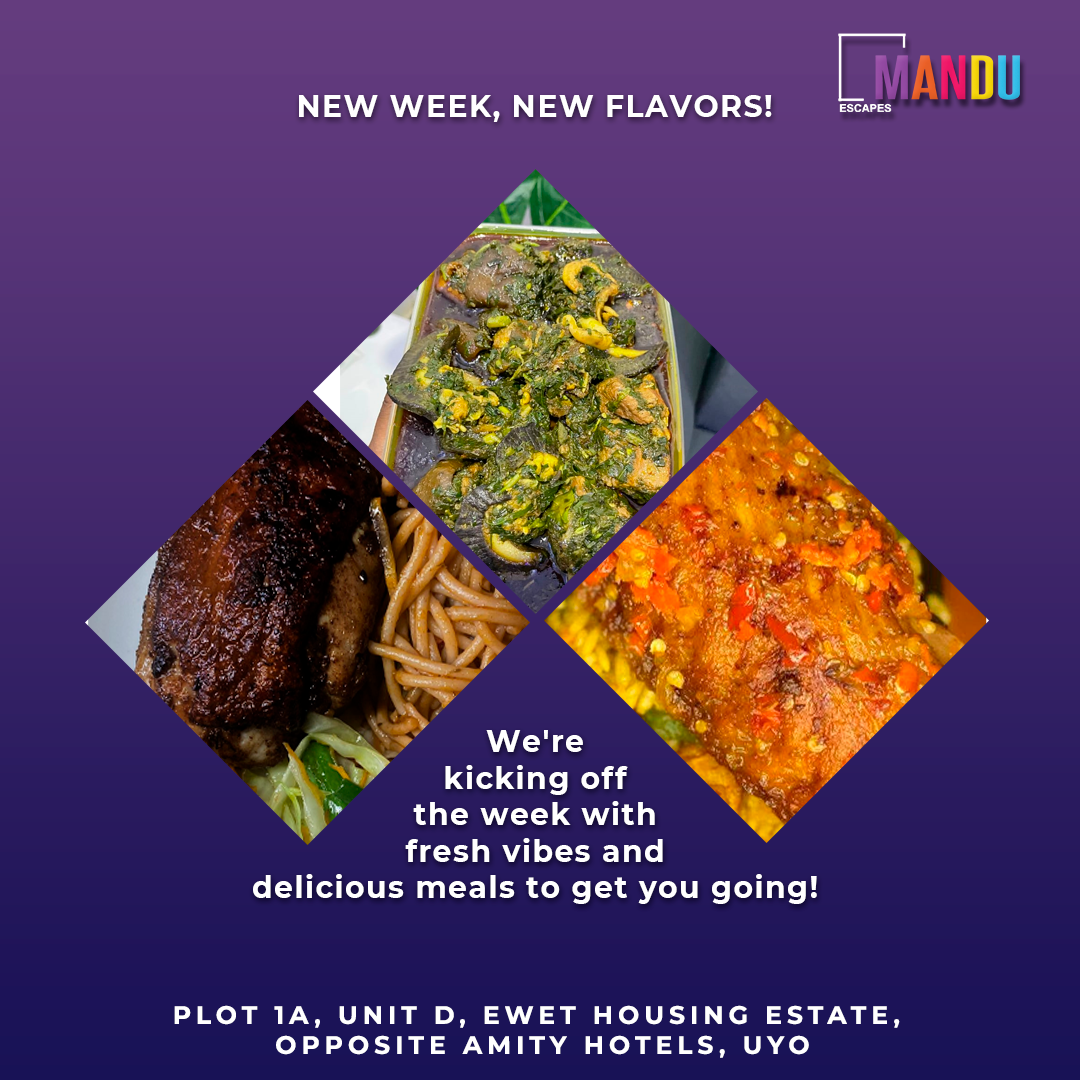 MANDU
ESCAPES
NEW WEEK, NEW FLAVORS!
We're
kicking off
the week with
fresh vibes and
delicious meals to get you going!
PLOT 1A, UNIT D, EWET HOUSING ESTATE,
OPPOSITE AMITY HOTELS, UYO